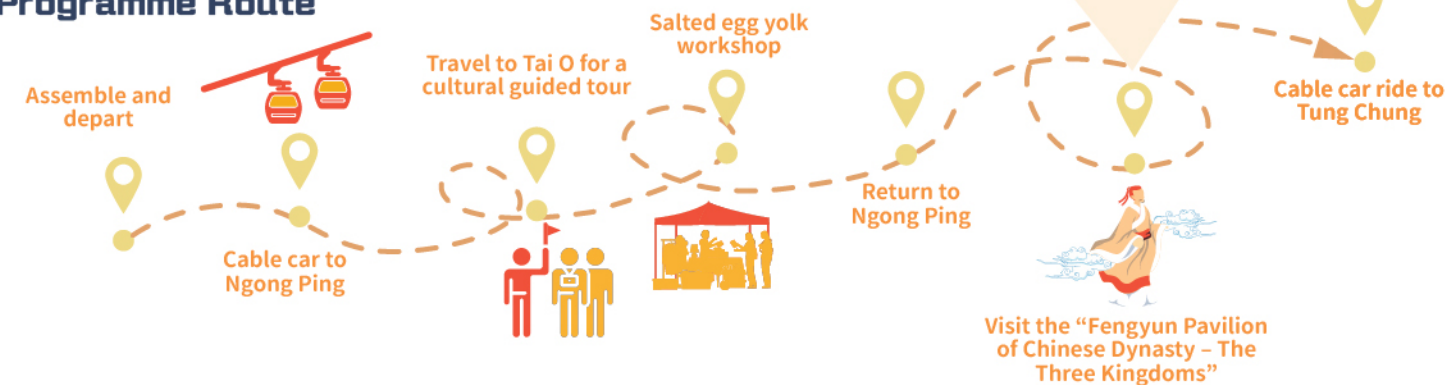 Programme Route
Assemble and
depart
Cable car to
Ngong Ping
Travel to Tai O for a
cultural guided tour
Salted egg yolk
workshop
Return to
Ngong Ping
Visit the “Fengyun Pavilion
of Chinese Dynasty – The
Three Kingdoms”
Cable car ride to
Tung Chung